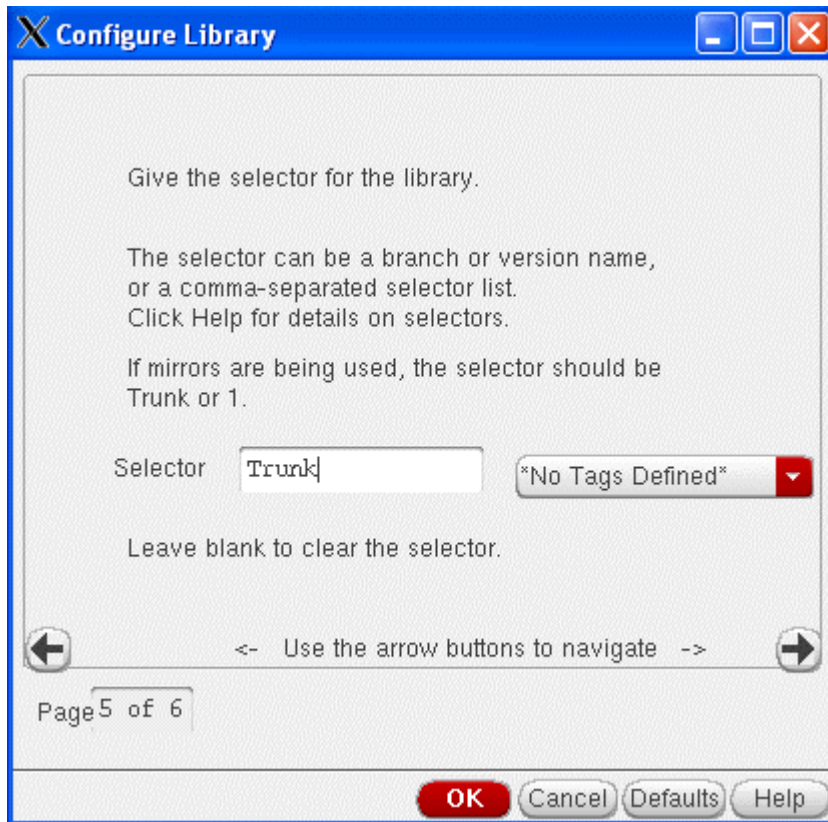 Configure Library
Give the selector for the library.
The selector can be a branch or version name,
or a comma-separated selector list.
Click Help for details on selectors.
If mirrors are being used, the selector should be
Trunk or 1.
Selector Trunk *No Tags Defined*
Leave blank to clear the selector.
<- Use the arrow buttons to navigate ->
Page 5 of 6
OK Cancel Defaults Help